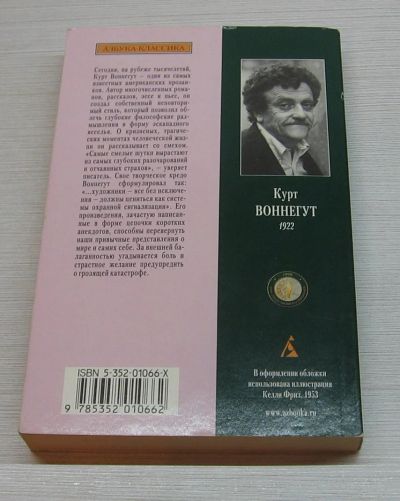 АЗБУКА-КЛАССИКА
Сегодня, на рубеже тысячелетий,
Курт Воннегут – один из самых
известных американских прозаи-
ков. Автор многочисленных рома-
нов, рассказов, эссе и пьес, он
создал собственный неповтори-
мый стиль, который позволил об-
лечь глубокие философские раз-
мышления в форму эскападного
веселья. О кризисных, трагиче-
ских моментах человеческой жиз-
ни он рассказывает со смехом.
«Самые смелые шутки вырастают
из самых глубоких разочарований
и отчаянных страхов», – уверяет
писатель. Свое творческое кредо
Воннегут сформулировал так:
«...художники – все без исключе-
ния – должны цениться как систе-
мы охранной сигнализации». Его
произведения, зачастую написан-
ные в форме цепочки коротких
анекдотов, способны перевернуть
наши привычные представления о
мире и самих себе. За внешней ба-
лаганностью угадывается боль и
страстное желание предупредить
о грозящей катастрофе.
ISBN 5-352-01066-X
9 785352 010662
Курт
ВОННЕГУТ
1922
В оформлении обложки
использована иллюстрация
Келли Фриз, 1953
www.azbooka.ru